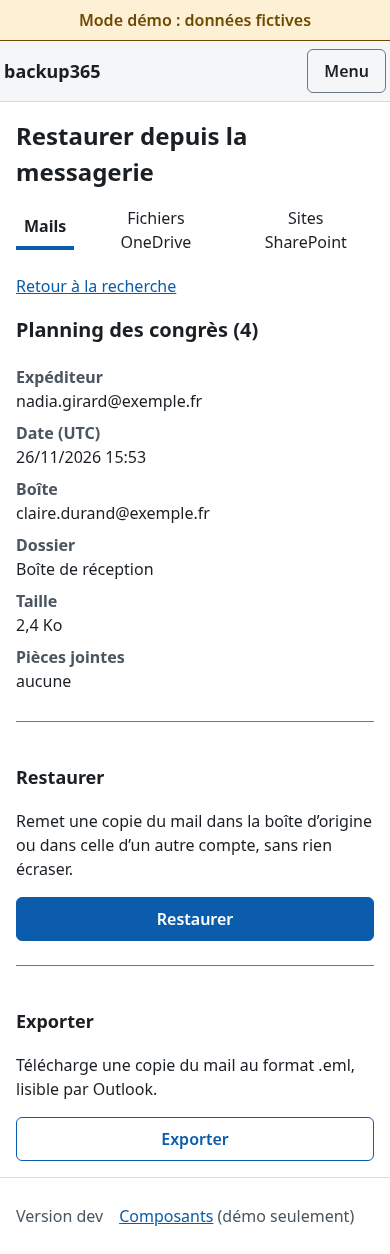 Mode démo : données fictives
backup365
Menu
Restaurer depuis la
messagerie
Mails
Fichiers
OneDrive
Sites
SharePoint
Retour à la recherche
Planning des congrès (4)
Expéditeur
nadia.girard@exemple.fr
Date (UTC)
26/11/2026 15:53
Boîte
claire.durand@exemple.fr
Dossier
Boîte de réception
Taille
2,4 Ko
Pièces jointes
aucune
Restaurer
Remet une copie du mail dans la boîte d’origine
ou dans celle d’un autre compte, sans rien
écraser.
Restaurer
Exporter
Télécharge une copie du mail au format .eml,
lisible par Outlook.
Exporter
Version dev Composants (démo seulement)